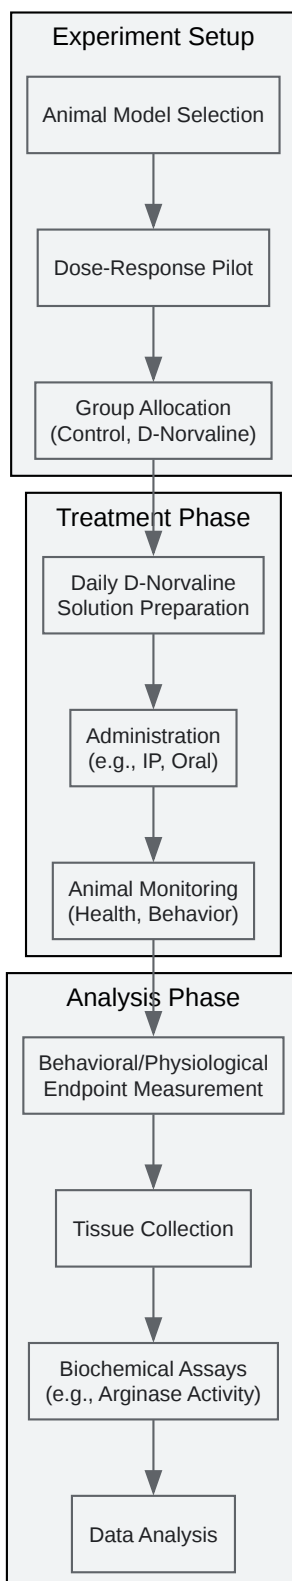 Experiment Setup
Animal Model Selection
Dose-Response Pilot
Group Allocation
(Control, D-Norvaline)
Treatment Phase
Daily D-Norvaline
Solution Preparation
Administration
(e.g., IP, Oral)
Animal Monitoring
(Health, Behavior)
Analysis Phase
Behavioral/Physiological
Endpoint Measurement
Tissue Collection
Biochemical Assays
(e.g., Arginase Activity)
Data Analysis